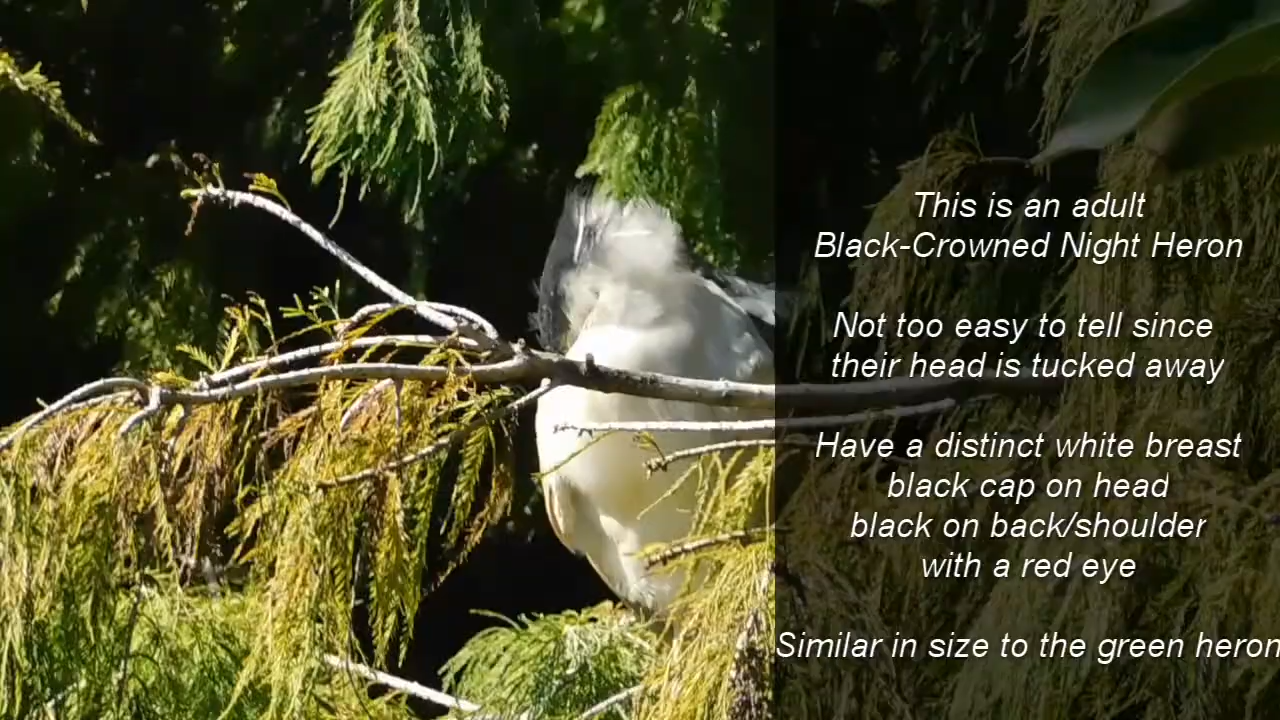 This is an adult
Black-Crowned Night Heron
Not too easy to tell since
their head is tucked away
Have a distinct white breast
black cap on head
black on back/shoulder
with a red eye
Similar in size to the green heron